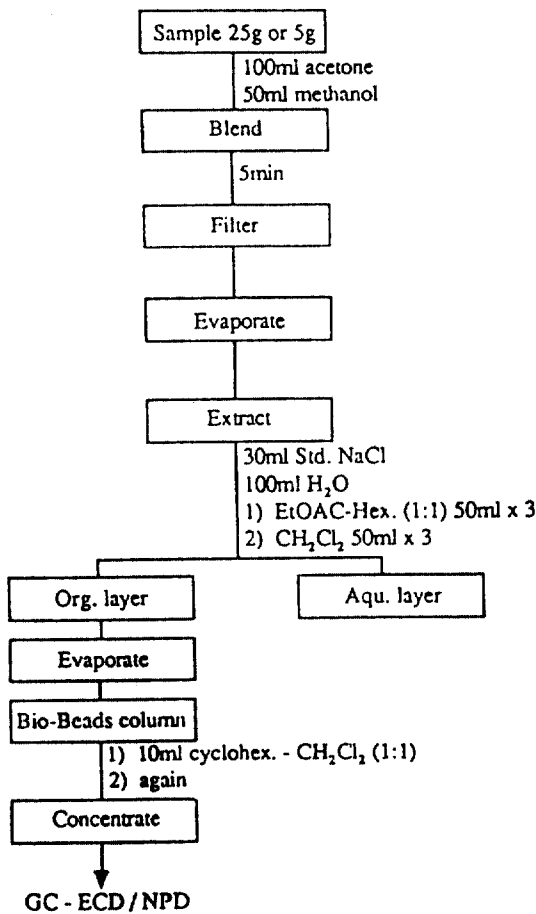 Sample 25g or 5g
100ml acetone
50ml methanol
Blend
5min
Filter
Evaporate
Extract
30ml Std. NaCl
100ml H₂O
1) EtOAC-Hex. (1:1) 50ml x 3
2) CH₂Cl₂ 50ml x 3
Org. layer
Aqu. layer
Evaporate
Bio-Beads column
1) 10ml cyclohex. - CH₂Cl₂ (1:1)
2) again
Concentrate
GC - ECD / NPD